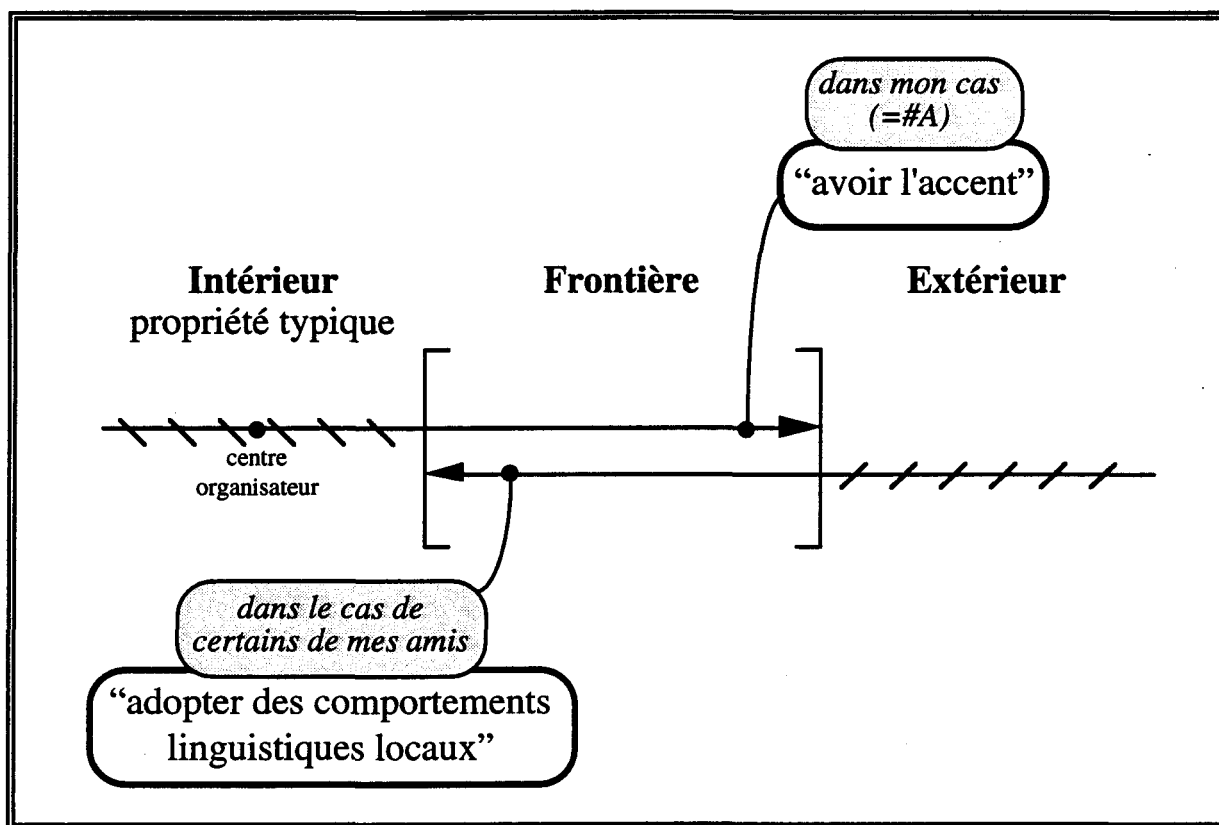 dans mon cas
(=#A)
“avoir l'accent”
Intérieur
propriété typique
Frontière
Extérieur
centre
organisateur
dans le cas de
certains de mes amis
“adopter des comportements
linguistiques locaux”